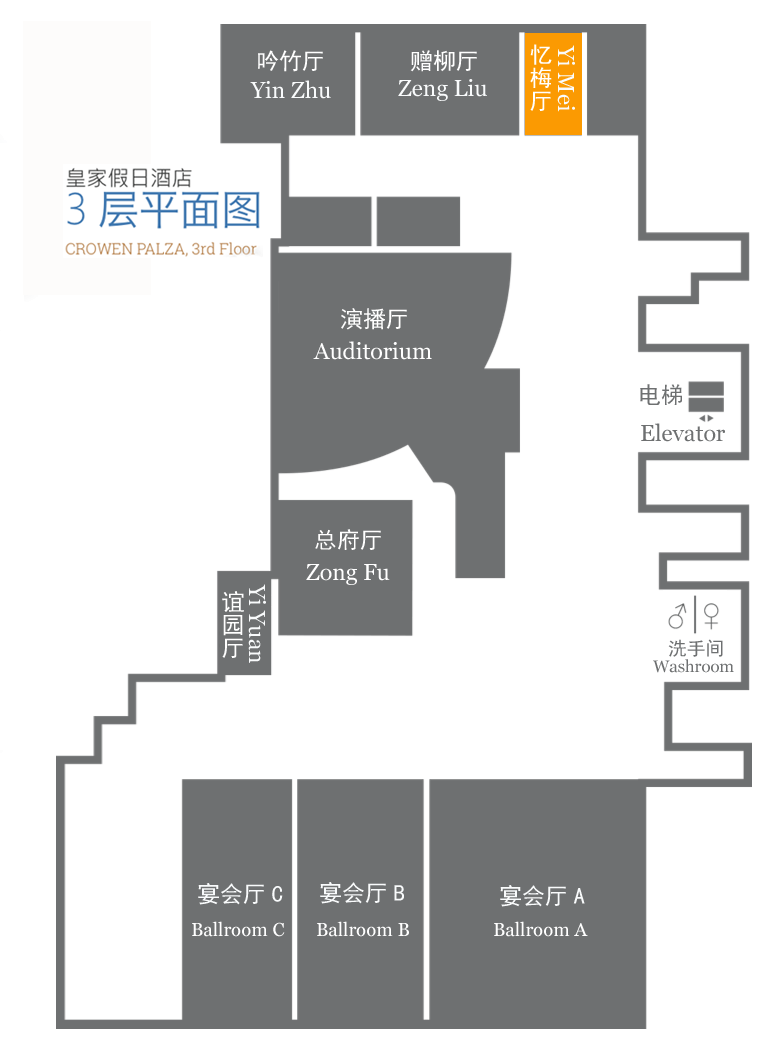 吟竹厅
Yin Zhu
赠柳厅
Zeng Liu
忆梅厅
Yi Mei
皇家假日酒店
3 层平面图
CROWEN PALZA, 3rd Floor
演播厅
Auditorium
电梯
Elevator
总府厅
Zong Fu
谊园厅
Yi Yuan
洗手间
Washroom
宴会厅 C
Ballroom C
宴会厅 B
Ballroom B
宴会厅 A
Ballroom A